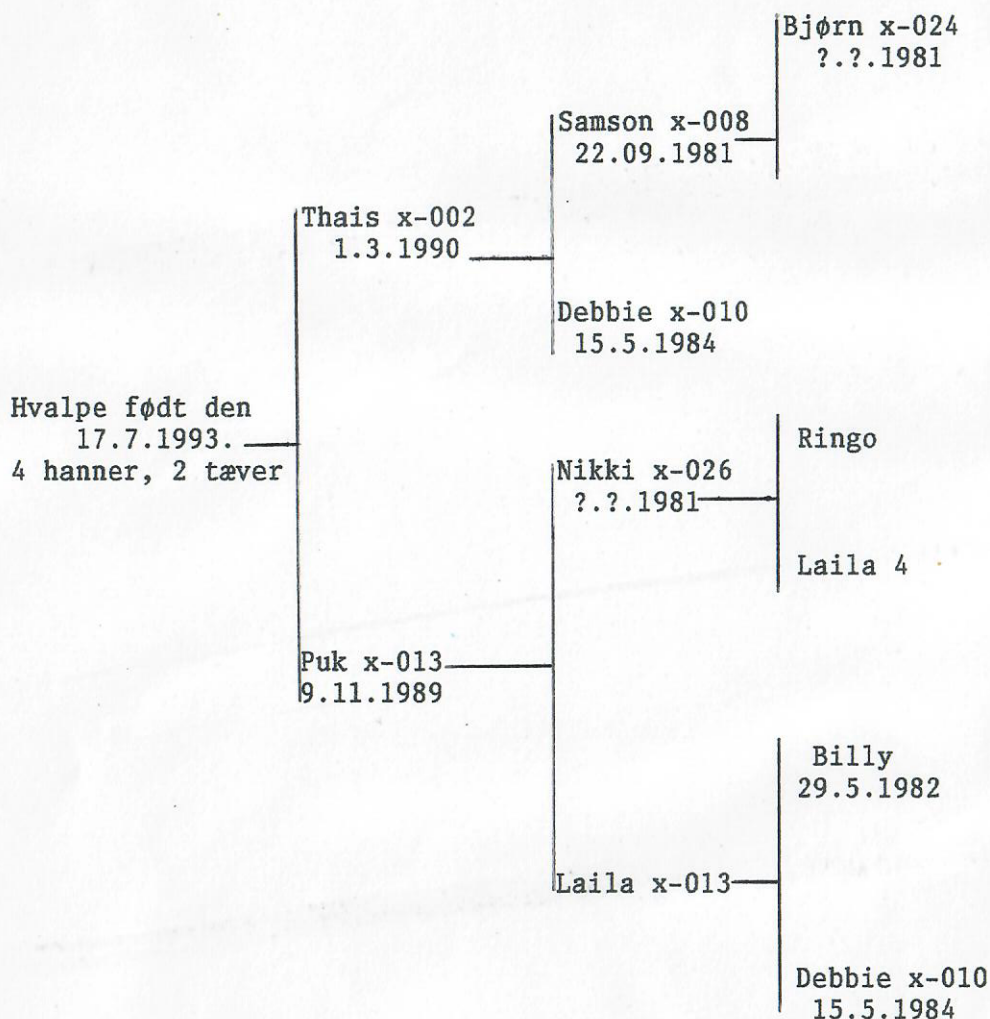 Bjørn x-024
?.?.1981
Samson x-008
22.09.1981
Thais x-002
1.3.1990
Debbie x-010
15.5.1984
Hvalpe født den
17.7.1993.
4 hanner, 2 tæver
Ringo
Nikki x-026
?.?.1981
Laila 4
Puk x-013
9.11.1989
Billy
29.5.1982
Laila x-013
Debbie x-010
15.5.1984